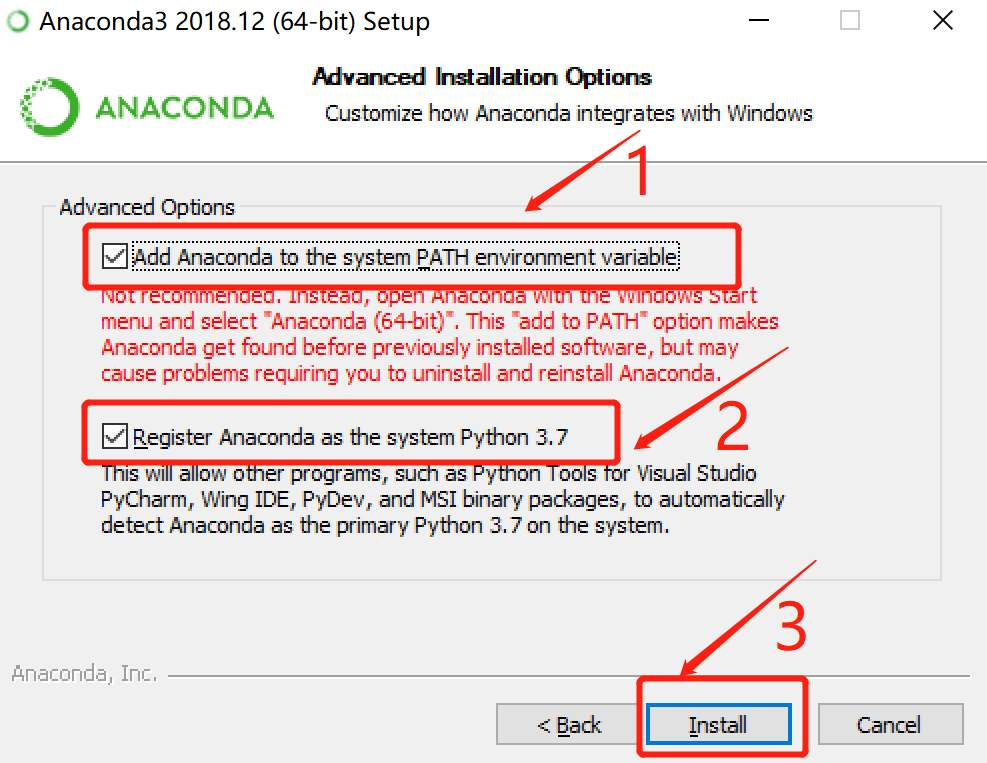 Anaconda3 2018.12 (64-bit) Setup
ANACONDA
Advanced Installation Options
Customize how Anaconda integrates with Windows
1
Advanced Options
Add Anaconda to the system PATH environment variable
Not recommended. Instead, open Anaconda with the Windows Start
menu and select "Anaconda (64-bit)". This "add to PATH" option makes
Anaconda get found before previously installed software, but may
cause problems requiring you to uninstall and reinstall Anaconda.
2
Register Anaconda as the system Python 3.7
This will allow other programs, such as Python Tools for Visual Studio
PyCharm, Wing IDE, PyDev, and MSI binary packages, to automatically
detect Anaconda as the primary Python 3.7 on the system.
3
Anaconda, Inc.
< Back
Install
Cancel